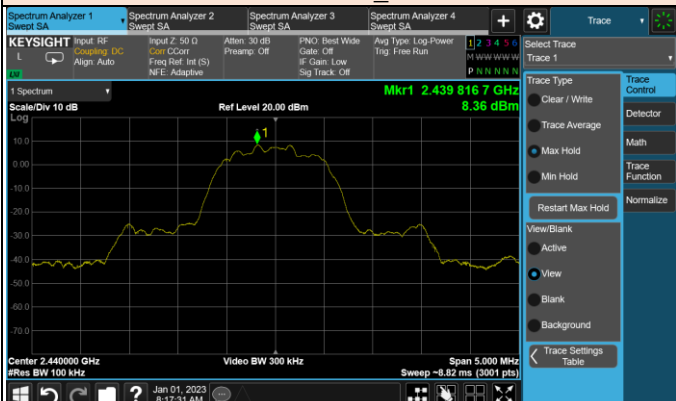 Spectrum Analyzer 1
Swept SA
Spectrum Analyzer 2
Swept SA
Spectrum Analyzer 3
Swept SA
Spectrum Analyzer 4
Swept SA
+
Trace
KEYSIGHT
L
LXI
Input: RF
Coupling: DC
Align: Auto
Input Z: 50 Ω
Corr CCorr
Freq Ref: Int (S)
NFE: Adaptive
Atten: 30 dB
Preamp: Off
PNO: Best Wide
Gate: Off
IF Gain: Low
Sig Track: Off
Avg Type: Log-Power
Trig: Free Run
1 2 3 4 5 6
M W W W W W
P N N N N N
Select Trace
Trace 1
1 Spectrum
Mkr1 2.439 816 7 GHz
8.36 dBm
Scale/Div 10 dB
Ref Level 20.00 dBm
Log
1
10.0
0.00
-10.0
-20.0
-30.0
-40.0
-50.0
-60.0
-70.0
Center 2.440000 GHz
#Res BW 100 kHz
Video BW 300 kHz
Span 5.000 MHz
Sweep ~8.82 ms (3001 pts)
Trace Type
Clear / Write
Trace Average
Max Hold
Min Hold
Restart Max Hold
View/Blank
Active
View
Blank
Background
Trace Settings
Table
Trace
Control
Detector
Math
Trace
Function
Normalize
?
Jan 01, 2023
8:17:31 AM